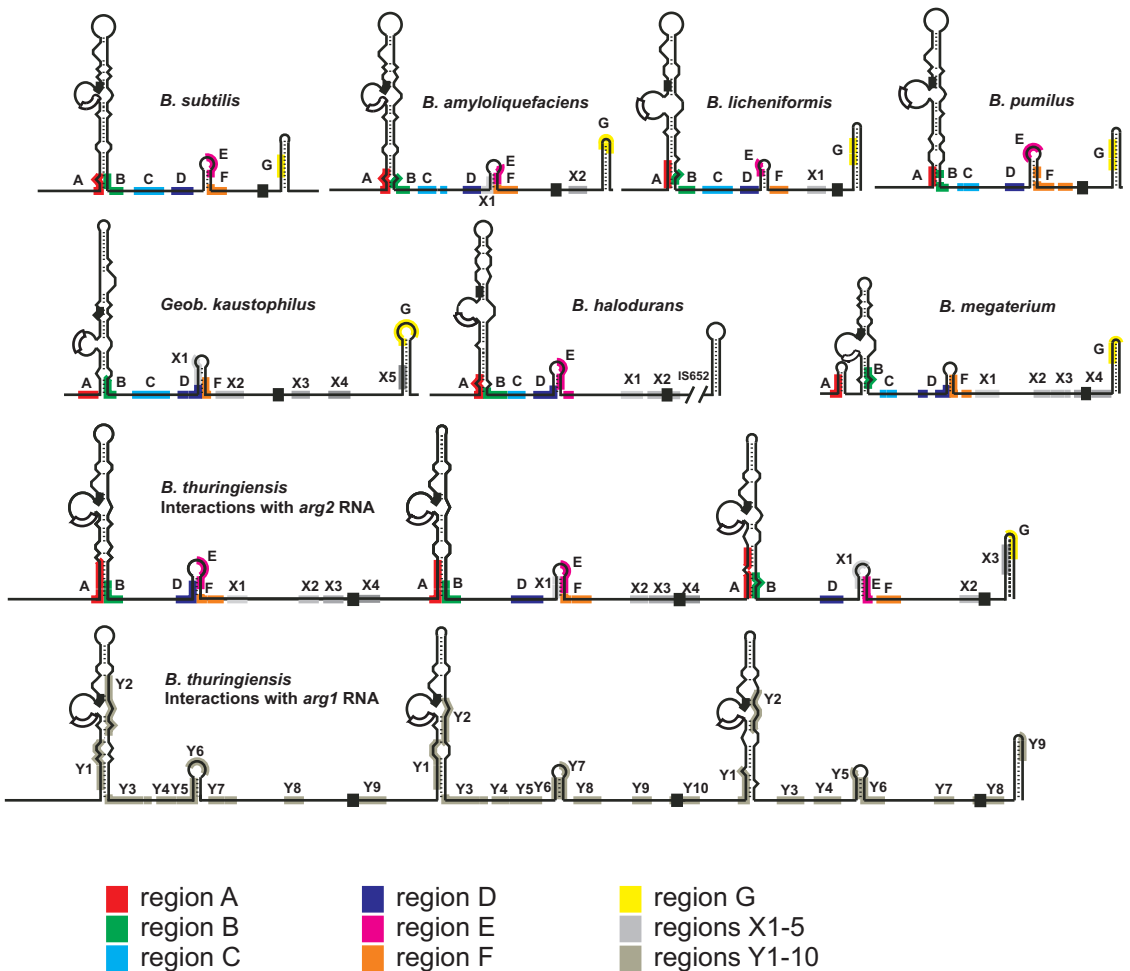 B. subtilis
A B C D E F G
B. amyloliquefaciens
A B C D X1 E F X2 G
B. licheniformis
A B C D E F X1 G
B. pumilus
A B C D E F G
Geob. kaustophilus
A B C D X1 F X2 X3 X4 X5 G
B. halodurans
A B C D E X1 X2 IS652
B. megaterium
A B C D F X1 X2 X3 X4 G
B. thuringiensis
Interactions with arg2 RNA
A B D E F X1 X2 X3 X4 A B D X1 E F X2 X3 X4 A B D X1 E F X2 X3 G
B. thuringiensis
Interactions with arg1 RNA
Y1 Y2 Y3 Y4 Y5 Y6 Y7 Y8 Y9 Y1 Y2 Y3 Y4 Y5 Y6 Y7 Y8 Y9 Y10 Y1 Y2 Y3 Y4 Y5 Y6 Y7 Y8 Y9
region A
region B
region C
region D
region E
region F
region G
regions X1-5
regions Y1-10